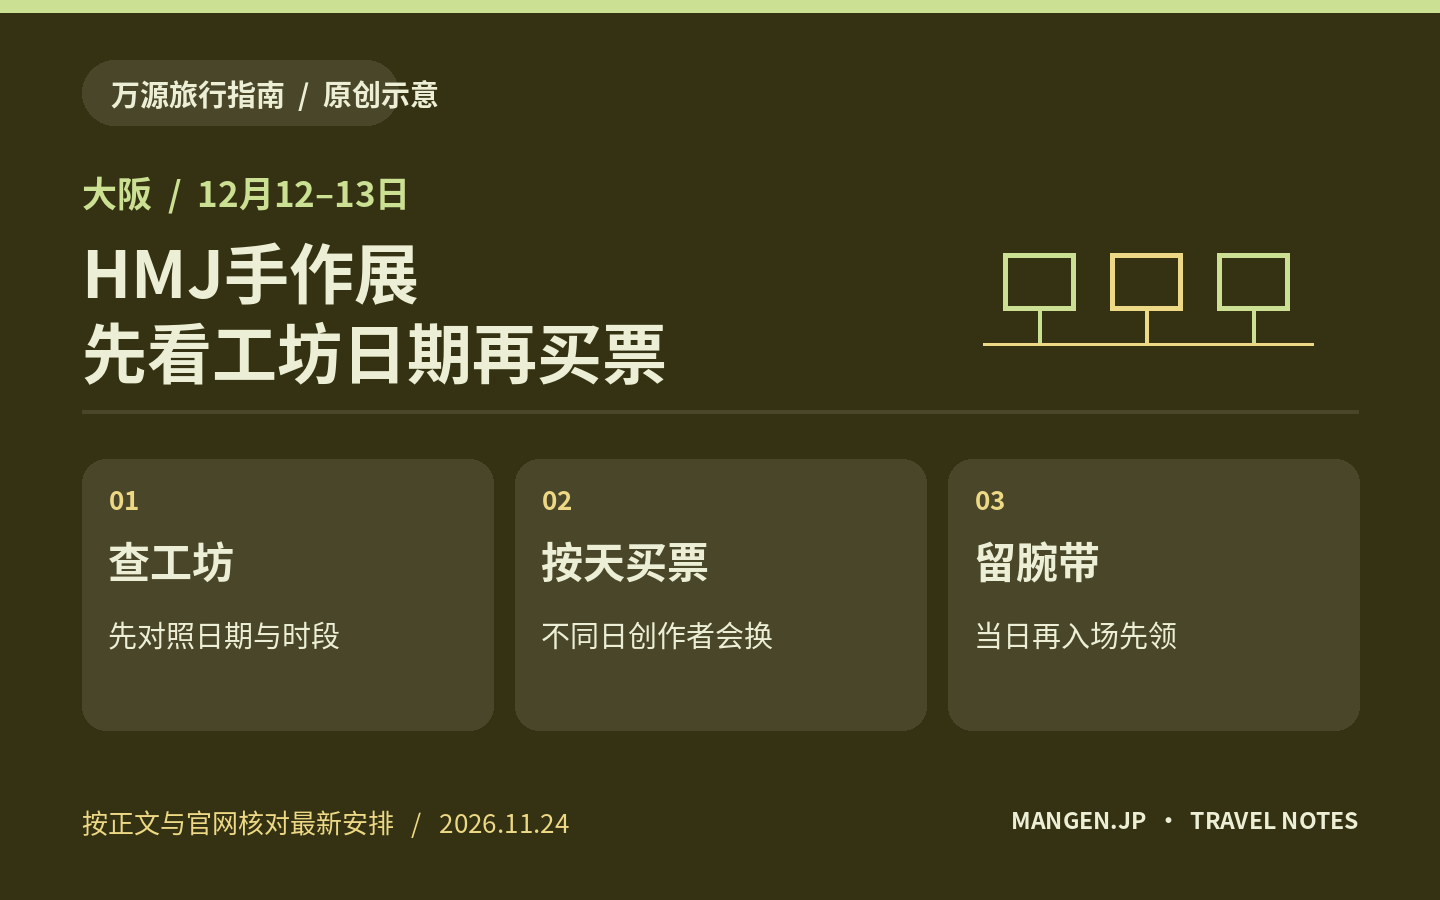 万源旅行指南 / 原创示意
大阪 / 12月12–13日
HMJ手作展
先看工坊日期再买票
01
查工坊
先对照日期与时段
02
按天买票
不同日创作者会换
03
留腕带
当日再入场先领
按正文与官网核对最新安排 / 2026.11.24
MANGEN.JP • TRAVEL NOTES